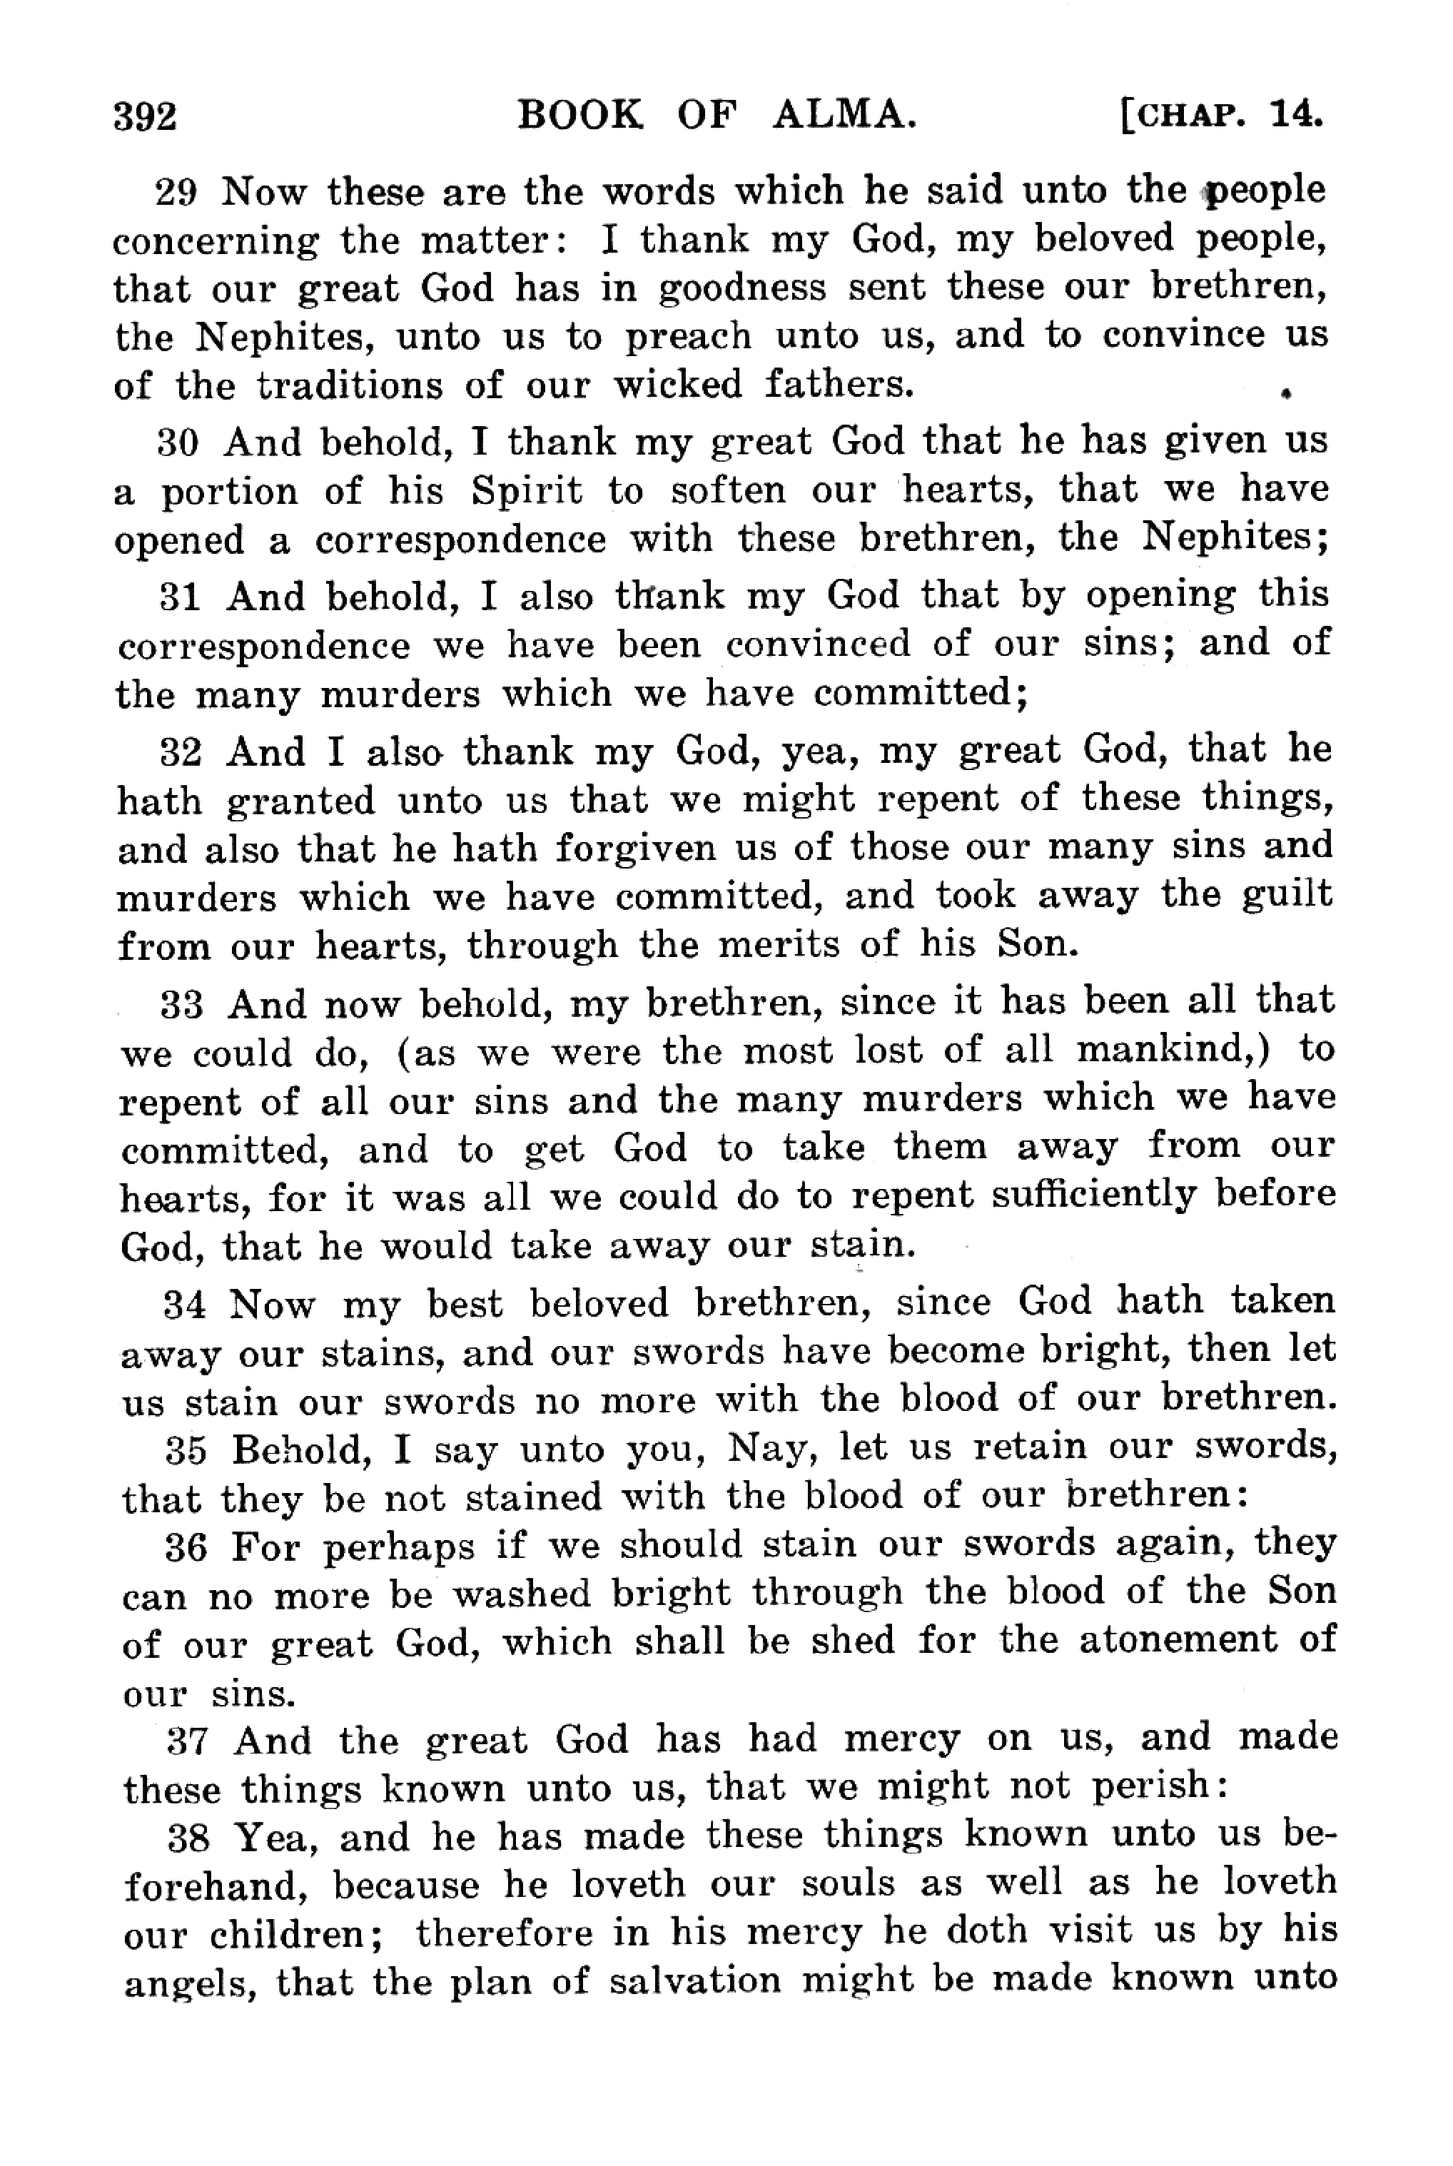 392 BOOK OF ALMA. [CHAP. 14.
29 Now these are the words which he said unto the people
concerning the matter: I thank my God, my beloved people,
that our great God has in goodness sent these our brethren,
the Nephites, unto us to preach unto us, and to convince us
of the traditions of our wicked fathers.
30 And behold, I thank my great God that he has given us
a portion of his Spirit to soften our hearts, that we have
opened a correspondence with these brethren, the Nephites;
31 And behold, I also thank my God that by opening this
correspondence we have been convinced of our sins; and of
the many murders which we have committed;
32 And I also thank my God, yea, my great God, that he
hath granted unto us that we might repent of these things,
and also that he hath forgiven us of those our many sins and
murders which we have committed, and took away the guilt
from our hearts, through the merits of his Son.
33 And now behold, my brethren, since it has been all that
we could do, (as we were the most lost of all mankind,) to
repent of all our sins and the many murders which we have
committed, and to get God to take them away from our
hearts, for it was all we could do to repent sufficiently before
God, that he would take away our stain.
34 Now my best beloved brethren, since God hath taken
away our stains, and our swords have become bright, then let
us stain our swords no more with the blood of our brethren.
35 Behold, I say unto you, Nay, let us retain our swords,
that they be not stained with the blood of our brethren:
36 For perhaps if we should stain our swords again, they
can no more be washed bright through the blood of the Son
of our great God, which shall be shed for the atonement of
our sins.
37 And the great God has had mercy on us, and made
these things known unto us, that we might not perish:
38 Yea, and he has made these things known unto us be-
forehand, because he loveth our souls as well as he loveth
our children; therefore in his mercy he doth visit us by his
angels, that the plan of salvation might be made known unto